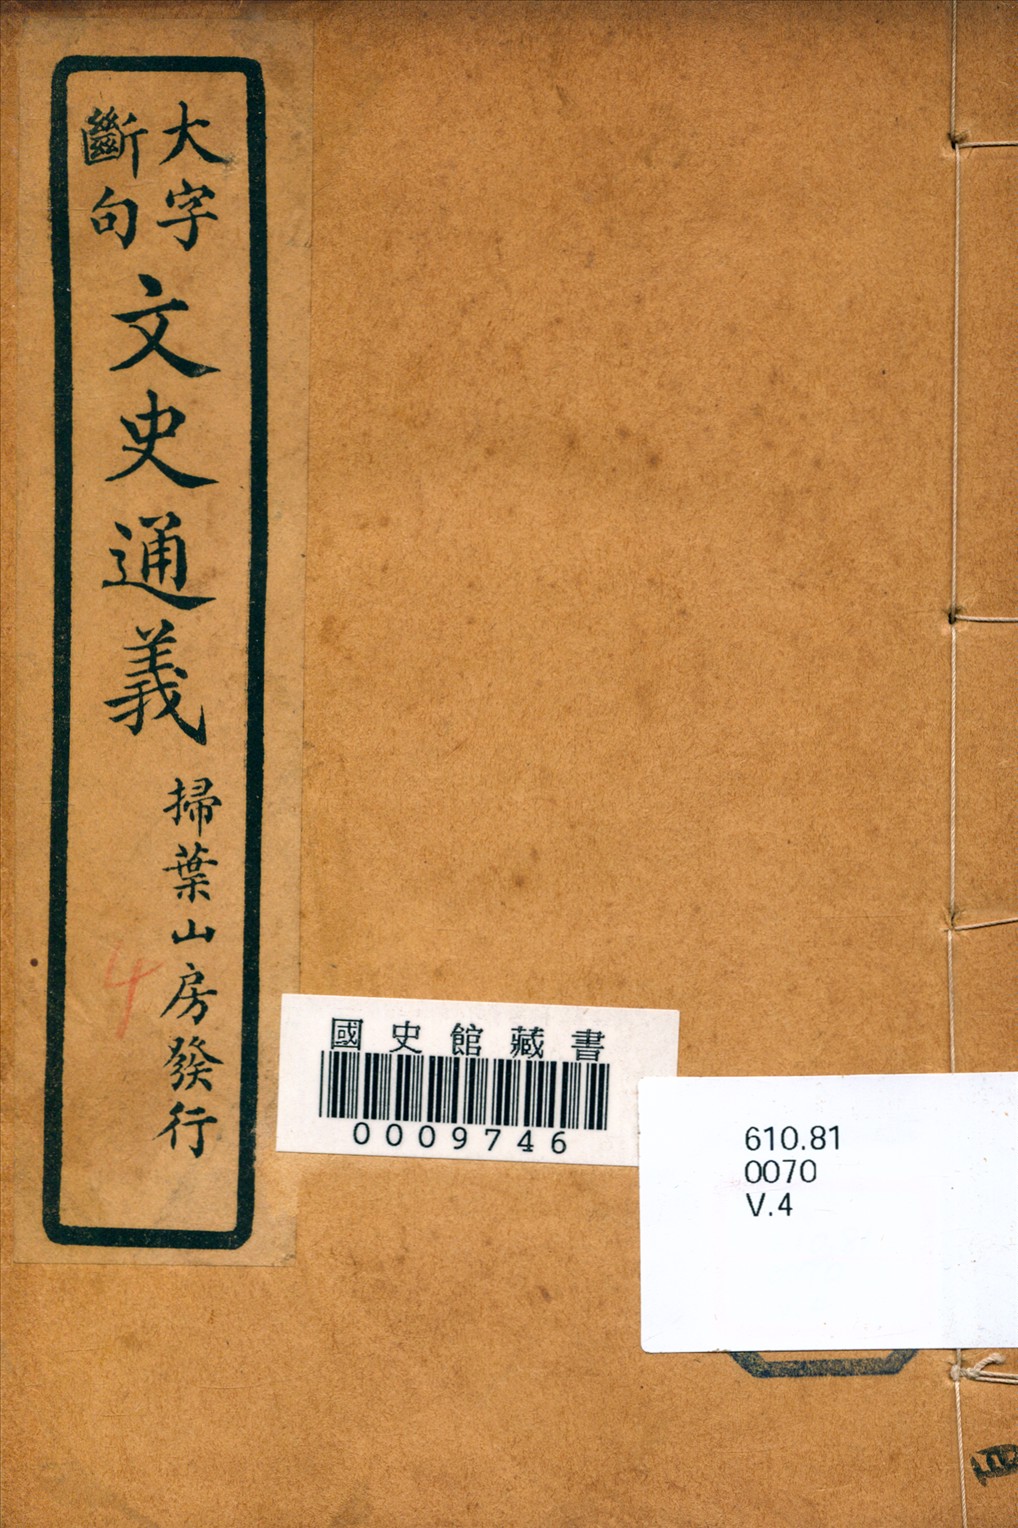 大字
斷句
文史通義
掃葉山房發行
4
國史館藏書
0009746
610.81
0070
V.4